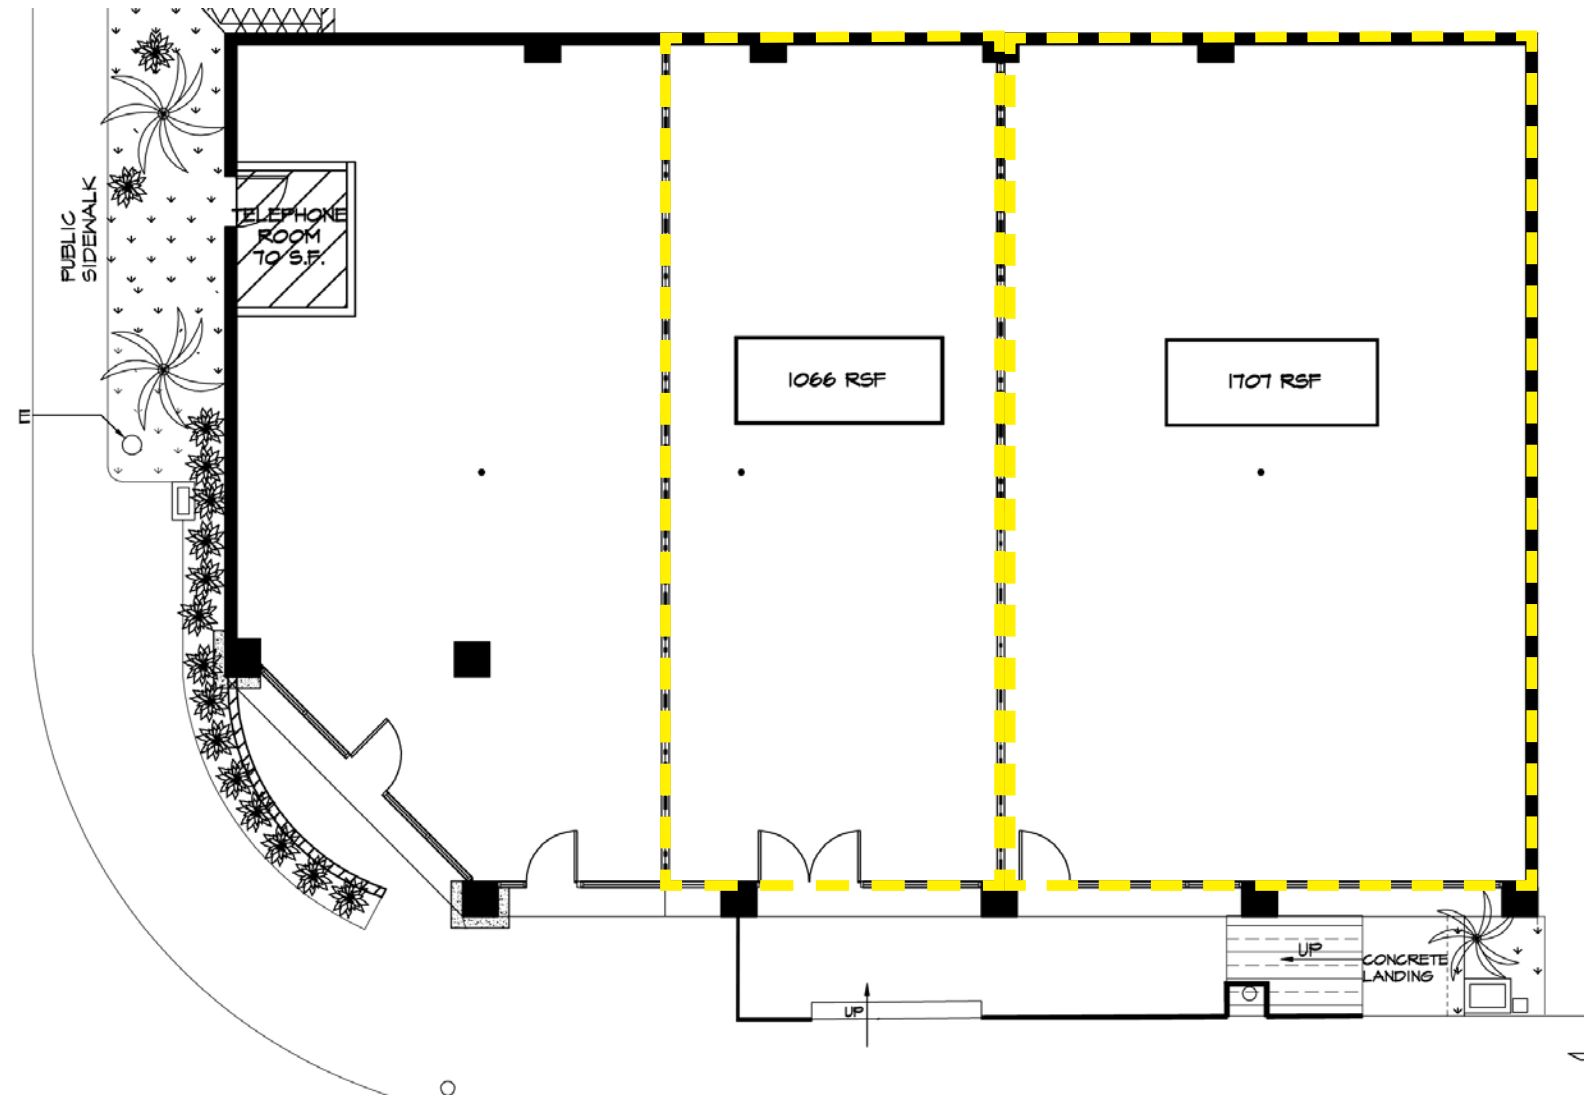 PUBLIC
SIDEWALK
TELEPHONE
ROOM
70 S.F.
1066 RSF
1707 RSF
E
UP
CONCRETE
LANDING
UP